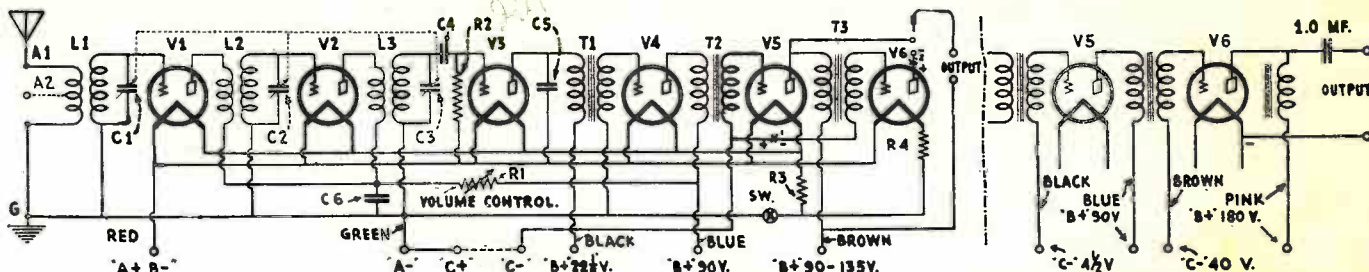 A1
A2
G
L1
C1
V1
L2
C2
V2
L3
C3
C4
R2
V3
C5
T1
V4
T2
V5
T3
V6
OUTPUT
+ -
R4
R3
C6
R1
VOLUME CONTROL.
SW.
RED
GREEN
BLACK
BLUE
BROWN
"A+ B-"
"A-"
"C+"
"C-"
"B+" 22½V.
"B+" 90V.
"B+" 90-135V.
V5
V6
1.0 MF.
OUTPUT
-
BLACK
BLUE
"B+" 90V
BROWN
PINK
"B+" 180 V.
"C-" 4½V
"C-" 40 V.